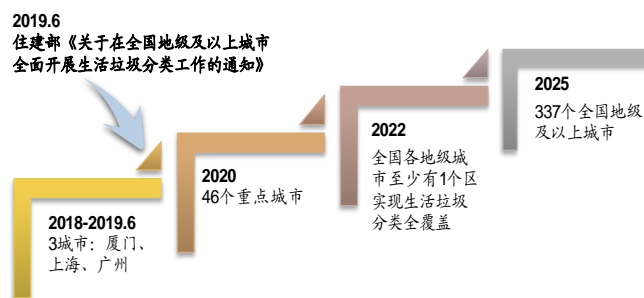 2019.6
住建部《关于在全国地级及以上城市
全面开展生活垃圾分类工作的通知》
2018-2019.6
3城市：厦门、
上海、广州
2020
46个重点城市
2022
全国各地级城
市至少有1个区
实现生活垃圾
分类全覆盖
2025
337个全国地级
及以上城市